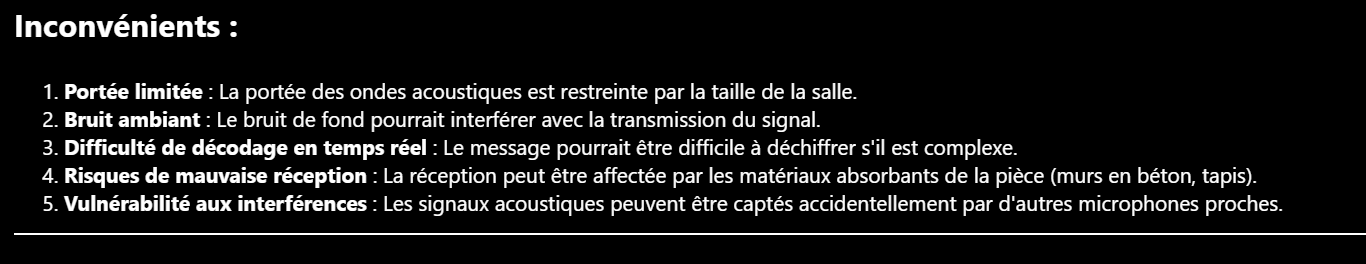 Inconvénients :
1. Portée limitée : La portée des ondes acoustiques est restreinte par la taille de la salle.
2. Bruit ambiant : Le bruit de fond pourrait interférer avec la transmission du signal.
3. Difficulté de décodage en temps réel : Le message pourrait être difficile à déchiffrer s'il est complexe.
4. Risques de mauvaise réception : La réception peut être affectée par les matériaux absorbants de la pièce (murs en béton, tapis).
5. Vulnérabilité aux interférences : Les signaux acoustiques peuvent être captés accidentellement par d'autres microphones proches.